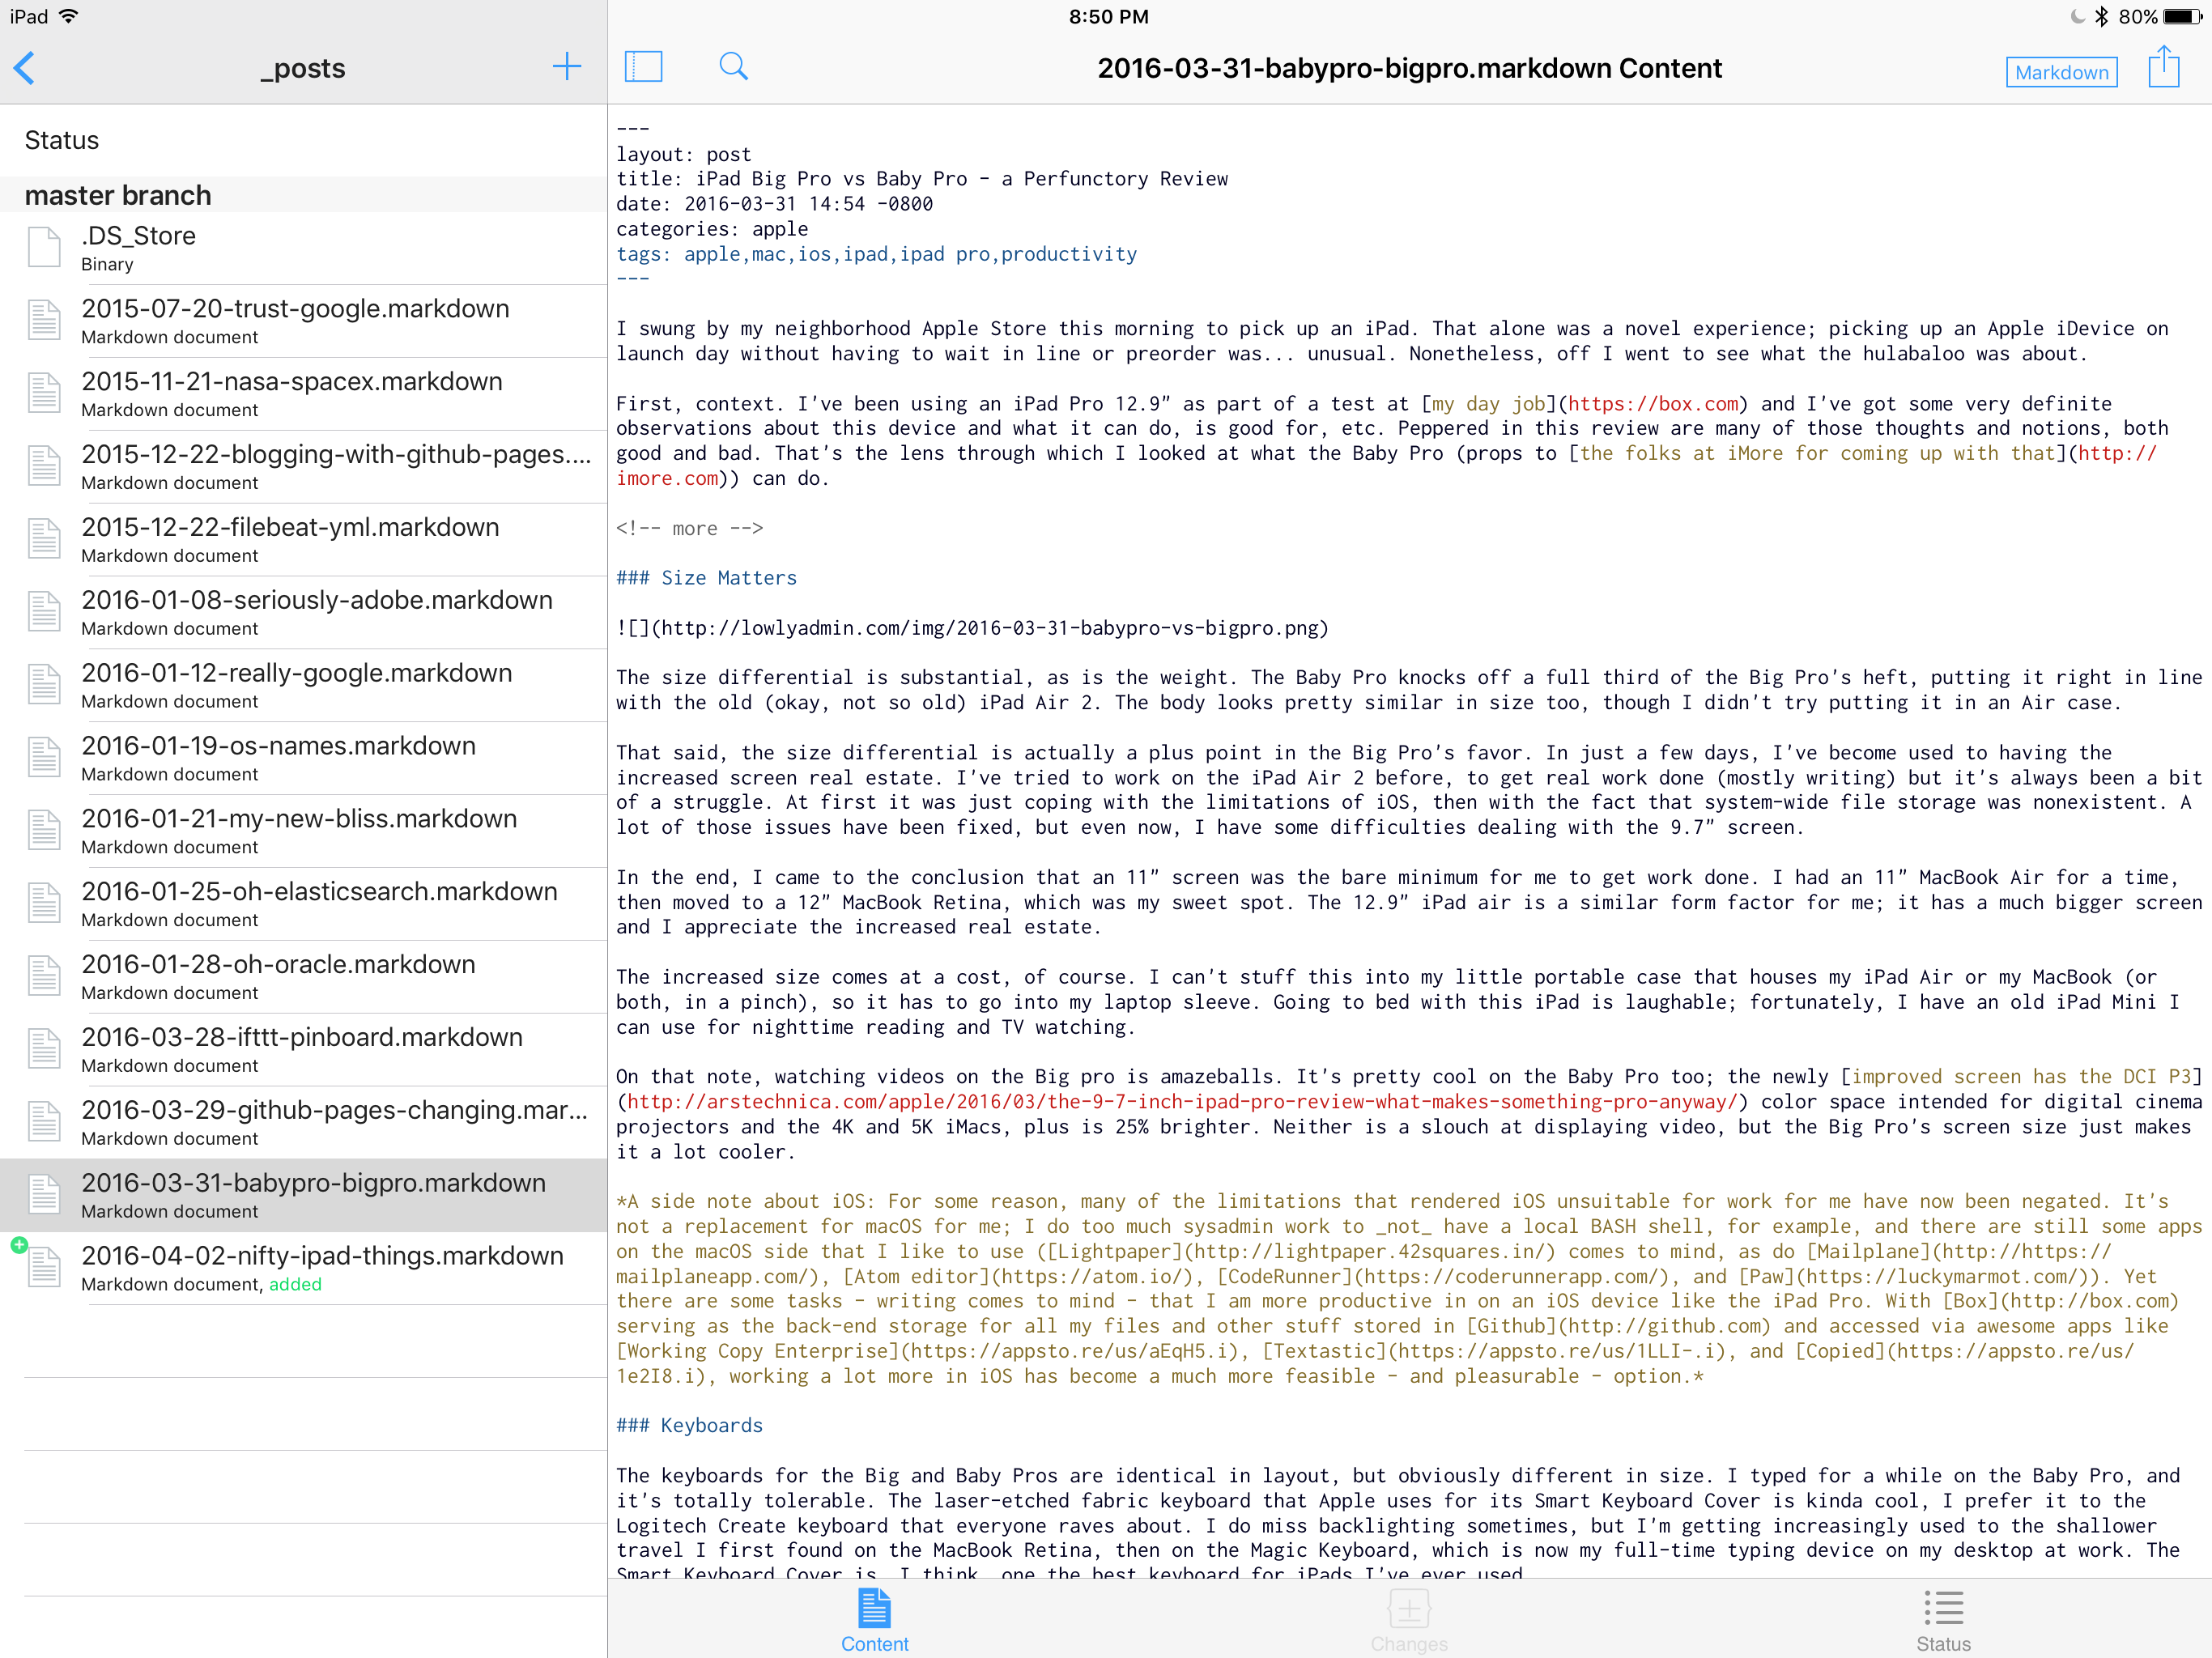 iPad
8:50 PM
80%
_posts
2016-03-31-babypro-bigpro.markdown Content
Markdown
Status
master branch
.DS_Store
Binary
2015-07-20-trust-google.markdown
Markdown document
2015-11-21-nasa-spacex.markdown
Markdown document
2015-12-22-blogging-with-github-pages....
Markdown document
2015-12-22-filebeat-yml.markdown
Markdown document
2016-01-08-seriously-adobe.markdown
Markdown document
2016-01-12-really-google.markdown
Markdown document
2016-01-19-os-names.markdown
Markdown document
2016-01-21-my-new-bliss.markdown
Markdown document
2016-01-25-oh-elasticsearch.markdown
Markdown document
2016-01-28-oh-oracle.markdown
Markdown document
2016-03-28-ifttt-pinboard.markdown
Markdown document
2016-03-29-github-pages-changing.mar...
Markdown document
2016-03-31-babypro-bigpro.markdown
Markdown document
2016-04-02-nifty-ipad-things.markdown
Markdown document, added
---
layout: post
title: iPad Big Pro vs Baby Pro - a Perfunctory Review
date: 2016-03-31 14:54 -0800
categories: apple
tags: apple,mac,ios,ipad,ipad pro,productivity
---
I swung by my neighborhood Apple Store this morning to pick up an iPad. That alone was a novel experience; picking up an Apple iDevice on
launch day without having to wait in line or preorder was... unusual. Nonetheless, off I went to see what the hulabaloo was about.
First, context. I've been using an iPad Pro 12.9" as part of a test at [my day job](https://box.com) and I've got some very definite
observations about this device and what it can do, is good for, etc. Peppered in this review are many of those thoughts and notions, both
good and bad. That's the lens through which I looked at what the Baby Pro (props to [the folks at iMore for coming up with that](http://
imore.com)) can do.
<!-- more -->
### Size Matters
![](http://lowlyadmin.com/img/2016-03-31-babypro-vs-bigpro.png)
The size differential is substantial, as is the weight. The Baby Pro knocks off a full third of the Big Pro's heft, putting it right in line
with the old (okay, not so old) iPad Air 2. The body looks pretty similar in size too, though I didn't try putting it in an Air case.
That said, the size differential is actually a plus point in the Big Pro's favor. In just a few days, I've become used to having the
increased screen real estate. I've tried to work on the iPad Air 2 before, to get real work done (mostly writing) but it's always been a bit
of a struggle. At first it was just coping with the limitations of iOS, then with the fact that system-wide file storage was nonexistent. A
lot of those issues have been fixed, but even now, I have some difficulties dealing with the 9.7" screen.
In the end, I came to the conclusion that an 11" screen was the bare minimum for me to get work done. I had an 11" MacBook Air for a time,
then moved to a 12" MacBook Retina, which was my sweet spot. The 12.9" iPad air is a similar form factor for me; it has a much bigger screen
and I appreciate the increased real estate.
The increased size comes at a cost, of course. I can't stuff this into my little portable case that houses my iPad Air or my MacBook (or
both, in a pinch), so it has to go into my laptop sleeve. Going to bed with this iPad is laughable; fortunately, I have an old iPad Mini I
can use for nighttime reading and TV watching.
On that note, watching videos on the Big pro is amazeballs. It's pretty cool on the Baby Pro too; the newly [improved screen has the DCI P3]
(http://arstechnica.com/apple/2016/03/the-9-7-inch-ipad-pro-review-what-makes-something-pro-anyway/) color space intended for digital cinema
projectors and the 4K and 5K iMacs, plus is 25% brighter. Neither is a slouch at displaying video, but the Big Pro's screen size just makes
it a lot cooler.
*A side note about iOS: For some reason, many of the limitations that rendered iOS unsuitable for work for me have now been negated. It's
not a replacement for macOS for me; I do too much sysadmin work to _not_ have a local BASH shell, for example, and there are still some apps
on the macOS side that I like to use ([Lightpaper](http://lightpaper.42squares.in/) comes to mind, as do [Mailplane](http://https://
mailplaneapp.com/), [Atom editor](https://atom.io/), [CodeRunner](https://coderunnerapp.com/), and [Paw](https://luckymarmot.com/)). Yet
there are some tasks - writing comes to mind - that I am more productive in on an iOS device like the iPad Pro. With [Box](http://box.com)
serving as the back-end storage for all my files and other stuff stored in [Github](http://github.com) and accessed via awesome apps like
[Working Copy Enterprise](https://appsto.re/us/aEqH5.i), [Textastic](https://appsto.re/us/1LLI-.i), and [Copied](https://appsto.re/us/
1e2I8.i), working a lot more in iOS has become a much more feasible - and pleasurable - option.*
### Keyboards
The keyboards for the Big and Baby Pros are identical in layout, but obviously different in size. I typed for a while on the Baby Pro, and
it's totally tolerable. The laser-etched fabric keyboard that Apple uses for its Smart Keyboard Cover is kinda cool, I prefer it to the
Logitech Create keyboard that everyone raves about. I do miss backlighting sometimes, but I'm getting increasingly used to the shallower
travel I first found on the MacBook Retina, then on the Magic Keyboard, which is now my full-time typing device on my desktop at work. The
Smart Keyboard Cover is, I think, one the best keyboard for iPads I've ever used
Content
Changes
Status